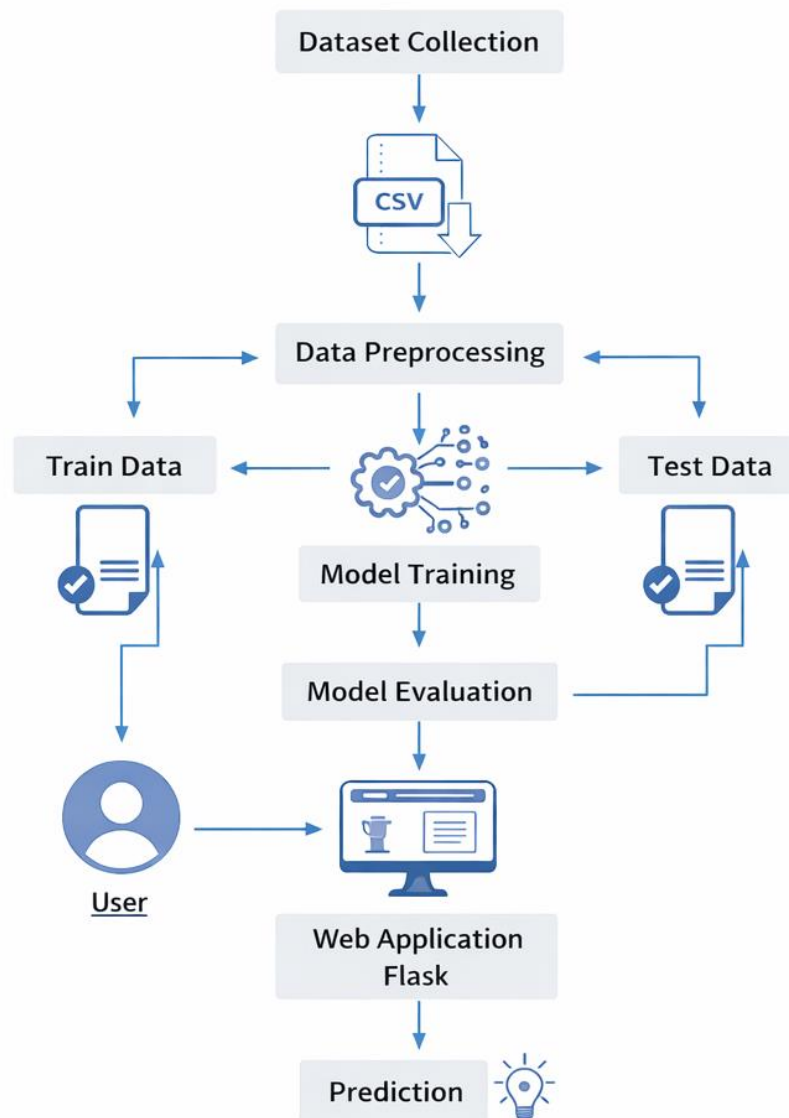 Dataset Collection
CSV
Data Preprocessing
Train Data
Test Data
Model Training
Model Evaluation
User
Web Application
Flask
Prediction